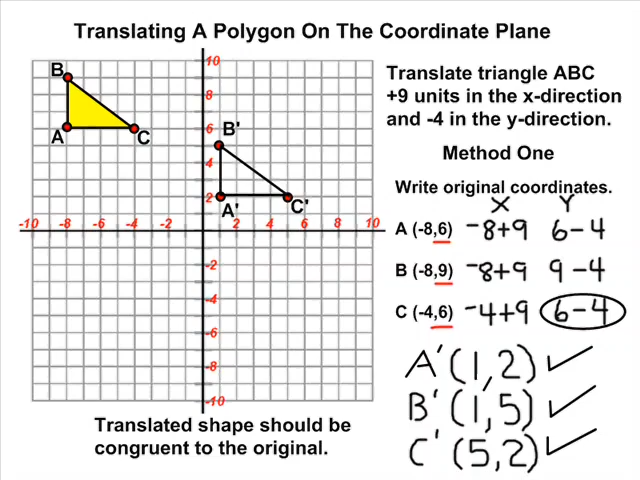 Translating A Polygon On The Coordinate Plane
Translate triangle ABC
+9 units in the x-direction
and -4 in the y-direction.
Method One
Write original coordinates.
X Y
A (-8,6) -8+9 6-4
B (-8,9) -8+9 9-4
C (-4,6) -4+9 6-4
A'(1,2)
B'(1,5)
C'(5,2)
10
8
6
4
2
-10 -8 -6 -4 -2 2 4 6 8 10
-2
-4
-6
-8
-10
B
A
C
B'
A'
C'
Translated shape should be
congruent to the original.